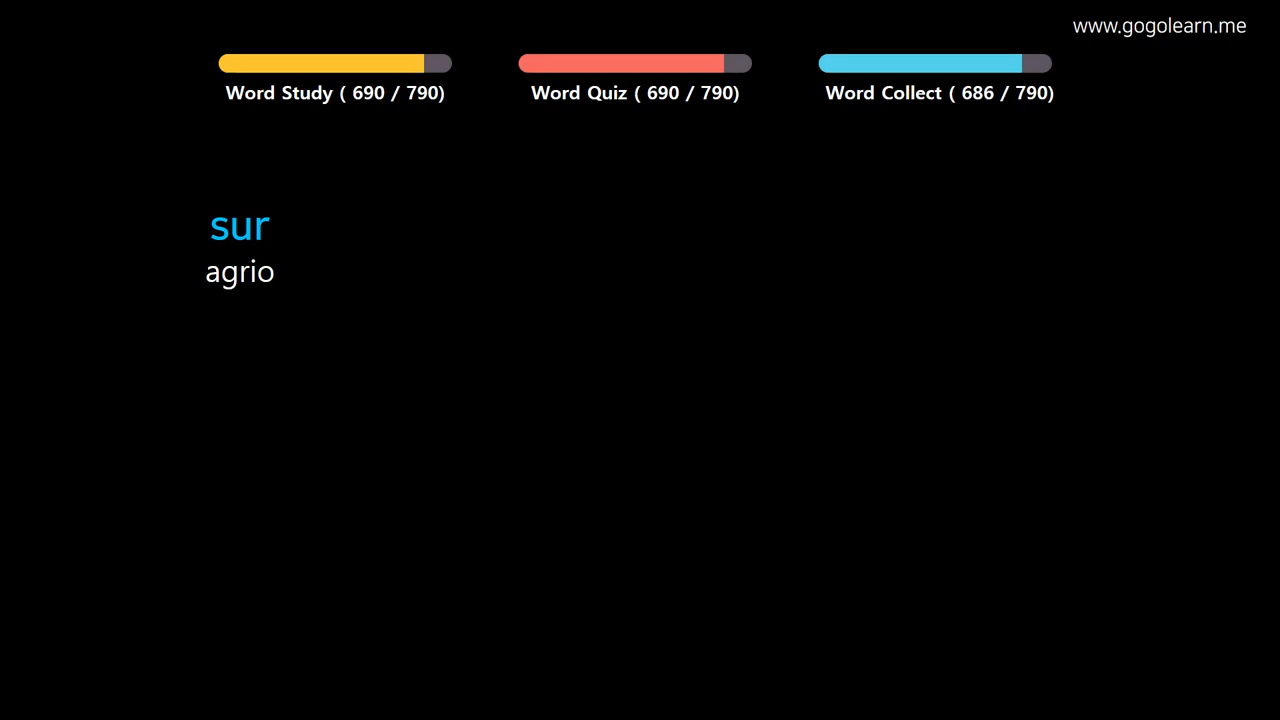 www.gogolearn.me
Word Study ( 690 / 790)
Word Quiz ( 690 / 790)
Word Collect ( 686 / 790)
sur
agrio